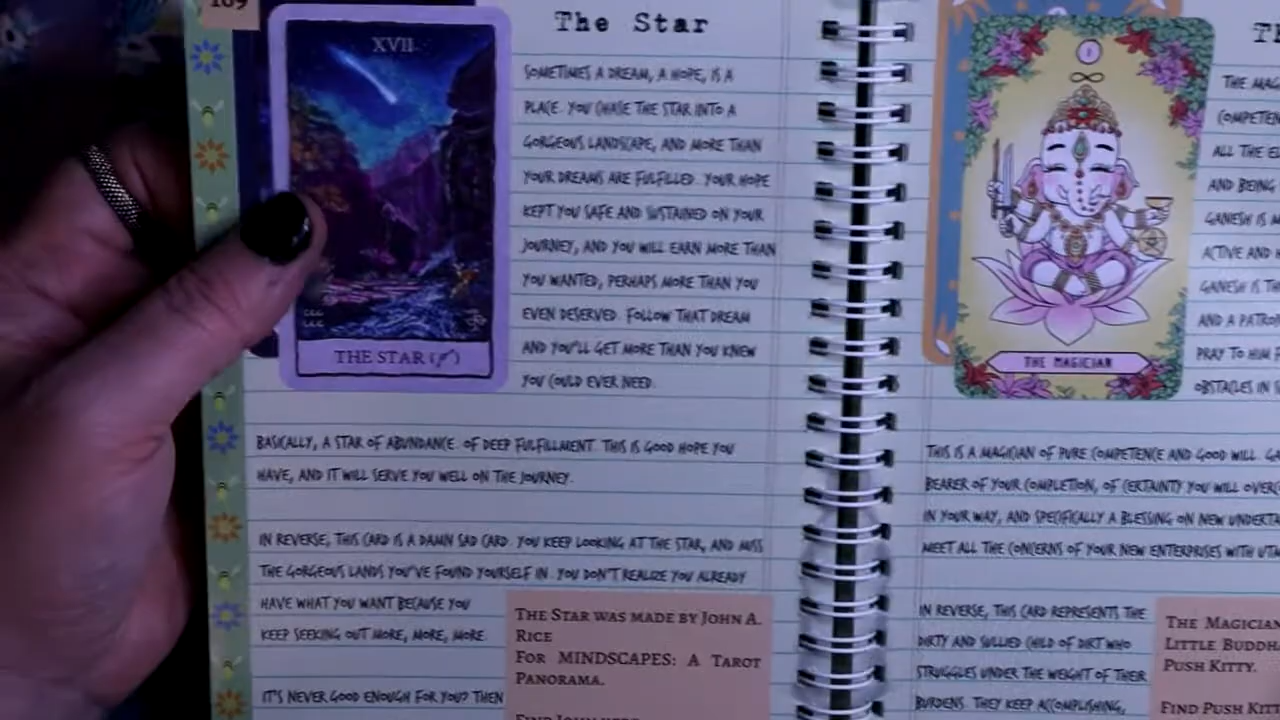 169
The Star
XVII
THE STAR
SOMETIMES A DREAM, A HOPE, IS A
PLACE. YOU CHASE THE STAR INTO A
GORGEOUS LANDSCAPE, AND MORE THAN
YOUR DREAMS ARE FULFILLED. YOUR HOPE
KEPT YOU SAFE AND SUSTAINED ON YOUR
JOURNEY, AND YOU WILL EARN MORE THAN
YOU WANTED, PERHAPS MORE THAN YOU
EVEN DESERVED. FOLLOW THAT DREAM
AND YOU'LL GET MORE THAN YOU KNEW
YOU COULD EVER NEED.
BASICALLY, A STAR OF ABUNDANCE. OF DEEP FULFILLMENT. THIS IS GOOD HOPE YOU
HAVE, AND IT WILL SERVE YOU WELL ON THE JOURNEY.
IN REVERSE, THIS CARD IS A DAMN SAD CARD. YOU KEEP LOOKING AT THE STAR, AND MISS
THE GORGEOUS LANDS YOU'VE FOUND YOURSELF IN. YOU DON'T REALIZE YOU ALREADY
HAVE WHAT YOU WANT BECAUSE YOU
KEEP SEEKING OUT MORE, MORE, MORE.
IT'S NEVER GOOD ENOUGH FOR YOU? THEN
THE STAR WAS MADE BY JOHN A.
RICE
FOR MINDSCAPES: A TAROT
PANORAMA.
I
THE MAGICIAN
THE
COMPETEN
ALL THE
AND BEING
GANESH IS
ACTIVE AND
GANESH IS
AND A
PRAY TO HIM
OBSTACLES IN
THIS IS A MAGICIAN OF PURE COMPETENCE AND GOOD WILL.
BEARER OF YOUR COMPLETION, OF CERTAINTY YOU WILL
IN YOUR WAY, AND SPECIFICALLY A BLESSING ON NEW
MEET ALL THE CONCERNS OF YOUR NEW ENTERPRISES WITH
IN REVERSE, THIS CARD REPRESENTS THE
DIRTY AND SULLIED CHILD OF DIRT WHO
STRUGGLES UNDER THE WEIGHT OF THEIR
BURDENS. THEY KEEP ACCOMPLISHING,
THE MAGICIAN
LITTLE BUDDH
PUSH KITTY.
FIND PUSH KIT